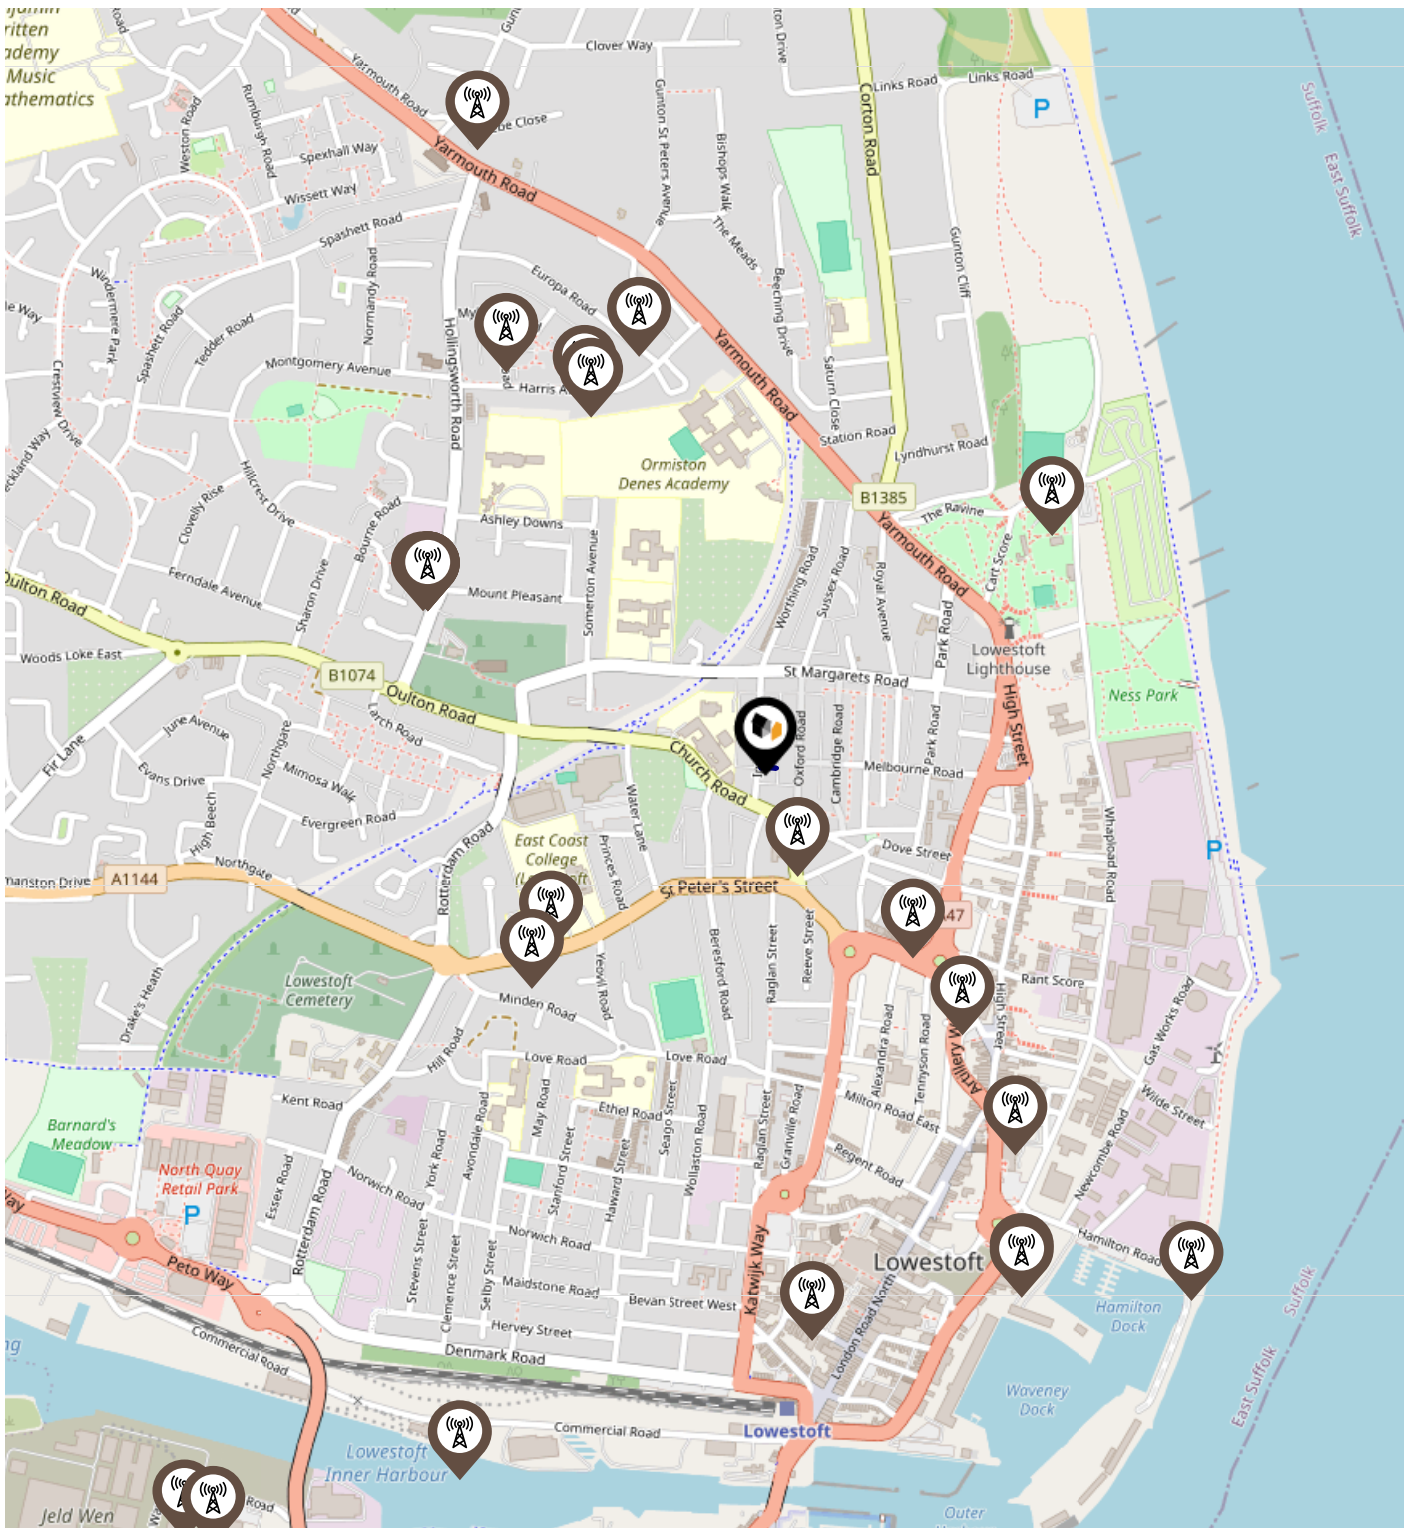 ritten
ademy
Music
athematics
Clover Way
Links Road
Links Road
P
Yarmouth Road
Yarmouth Road
Corton Road
Weston Road
Rumburgh Road
Spexhall Way
Wissett Way
Spashett Road
Gunton St Peters Avenue
Bishops Walk
The Meads
Suffolk
East Suffolk
Windermere Park
Normandy Road
Europa Road
Beeching Drive
Gunton Cliff
Spashett Road
Tedder Road
Montgomery Avenue
Hollingsworth Road
Yarmouth Road
Crestview Drive
Saturn Close
Station Road
Lyndhurst Road
Ormiston
Denes Academy
B1385
Hillcrest Drive
Clovelly Rise
Bourne Road
Ashley Downs
The Ravine
Yarmouth Road
Cart Score
Somerton Avenue
Worthing Road
Sussex Road
Royal Avenue
Park Road
Ferndale Avenue
Sharon Drive
Mount Pleasant
Oulton Road
Woods Loke East
B1074
Oulton Road
St Margarets Road
Lowestoft
Lighthouse
High Street
Ness Park
June Avenue
Larch Road
Northgate
Fir Lane
Evans Drive
Mimosa Walk
Church Road
Oxford Road
Cambridge Road
Park Road
Melbourne Road
High Beech
Evergreen Road
Water Lane
Whapload Road
P
Dove Street
East Coast
College
Princes Road
Rotterdam Road
Northgate
A1144
St Peter's Street
Lowestoft
Cemetery
Drake's Heath
Minden Road
Yeovil Road
Beresford Road
Raglan Street
Reeve Street
Rant Score
High Street
Gas Works Road
Hill Road
Love Road
Love Road
Alexandra Road
Tennyson Road
Wilde Street
Kent Road
May Road
Ethel Road
Seago Street
Raglan Street
Granville Road
Milton Road East
Newcombe Road
Barnard's
Meadow
North Quay
Retail Park
P
Essex Road
Norwich Road
York Road
Avondale Road
Stanford Street
Haward Street
Wollaston Road
Regent Road
Rotterdam Road
Norwich Road
Stevens Street
Clemence Street
Selby Street
Katwijk Way
Lowestoft
Hamilton Road
Peto Way
Maidstone Road
Bevan Street West
Hervey Street
Denmark Road
London Road North
Hamilton
Dock
Suffolk
East Suffolk
Commercial Road
Waveney
Dock
Commercial Road
Lowestoft
Lowestoft
Inner Harbour
Road
Jeld Wen
Outer